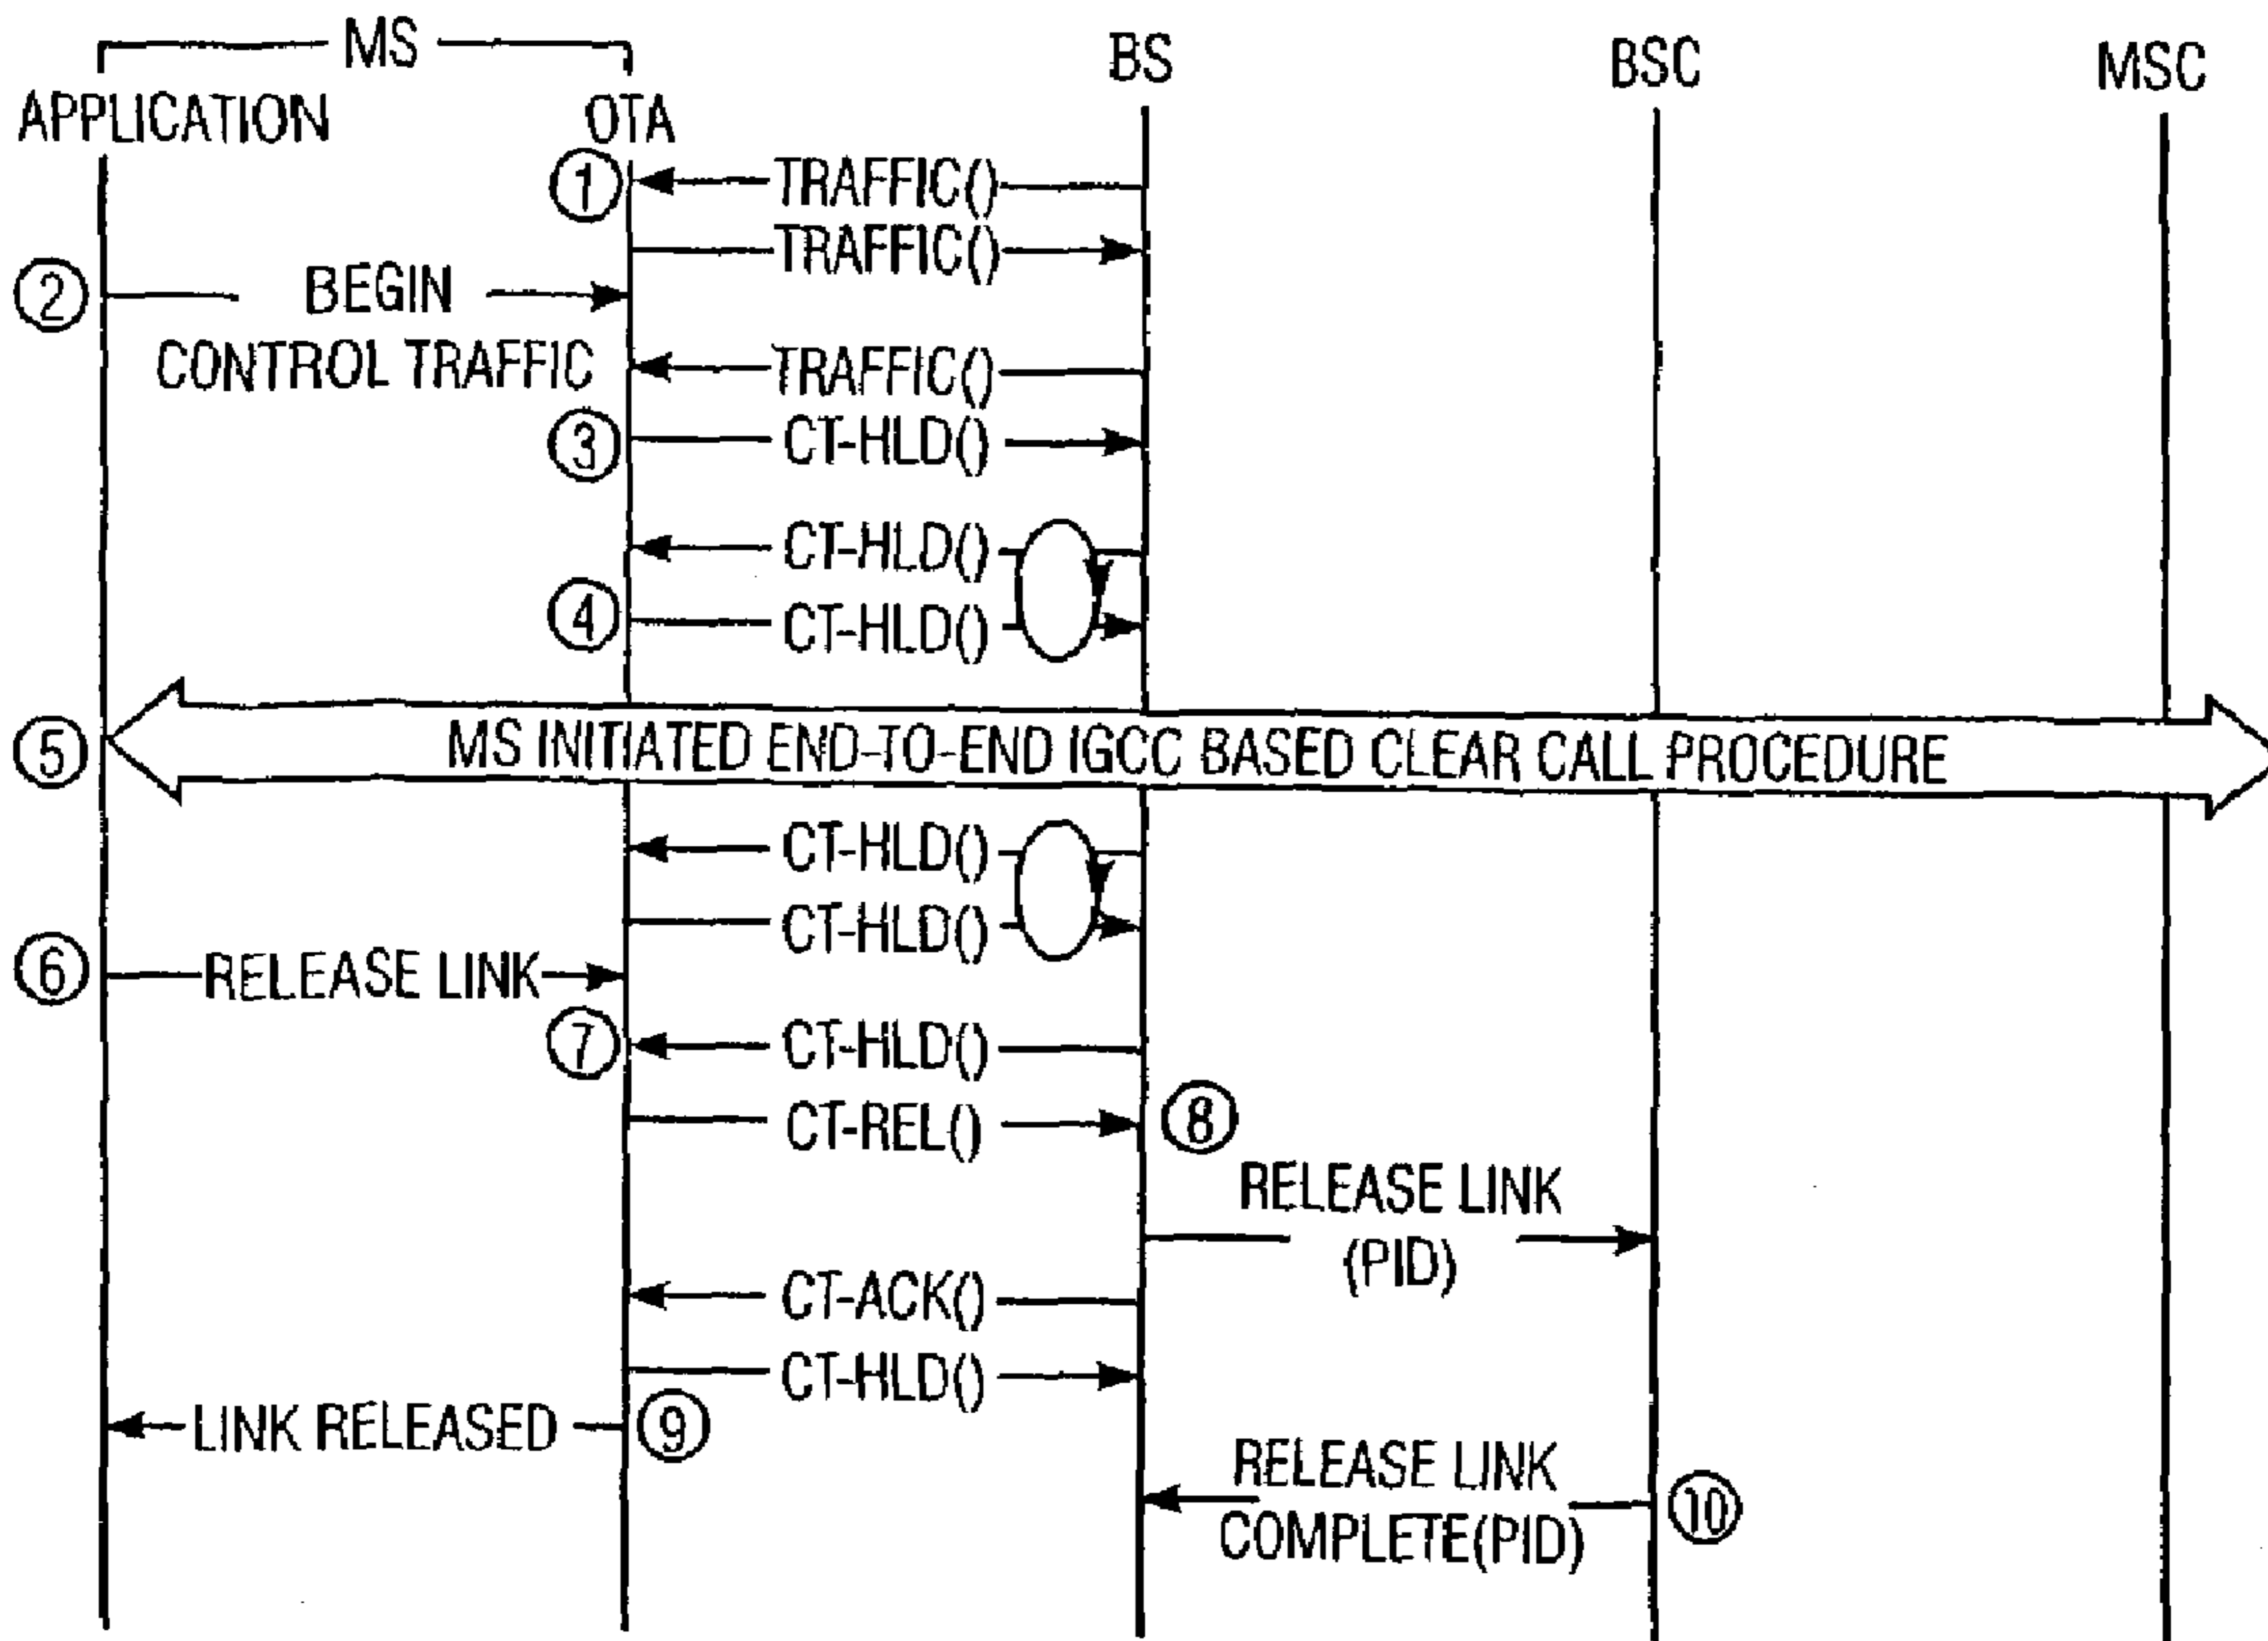 MS
BS
BSC
MSC
APPLICATION
OTA
1
TRAFFIC()
TRAFFIC()
2
BEGIN
CONTROL TRAFFIC
TRAFFIC()
3
CT-HLD()
CT-HLD()
4
CT-HLD()
5
MS INITIATED END-TO-END IGCC BASED CLEAR CALL PROCEDURE
CT-HLD()
CT-HLD()
6
RELEASE LINK
7
CT-HLD()
CT-REL()
8
RELEASE LINK
(PID)
CT-ACK()
CT-HLD()
LINK RELEASED
9
RELEASE LINK
COMPLETE(PID)
10